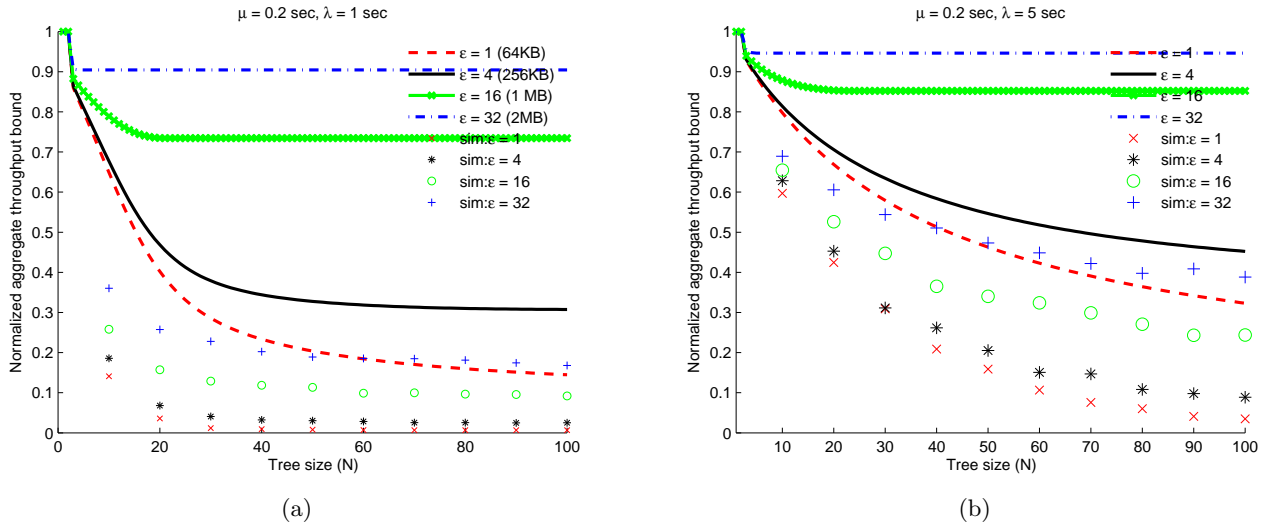 μ = 0.2 sec, λ = 1 sec
Normalized aggregate throughput bound
1
0.9
0.8
0.7
0.6
0.5
0.4
0.3
0.2
0.1
0
0 20 40 60 80 100
Tree size (N)
ε = 1 (64KB)
ε = 4 (256KB)
ε = 16 (1 MB)
ε = 32 (2MB)
sim:ε = 1
sim:ε = 4
sim:ε = 16
sim:ε = 32
(a)
μ = 0.2 sec, λ = 5 sec
Normalized aggregate throughput bound
1
0.9
0.8
0.7
0.6
0.5
0.4
0.3
0.2
0.1
0
10 20 30 40 50 60 70 80 90 100
Tree size (N)
ε = 1
ε = 4
ε = 16
ε = 32
sim:ε = 1
sim:ε = 4
sim:ε = 16
sim:ε = 32
(b)